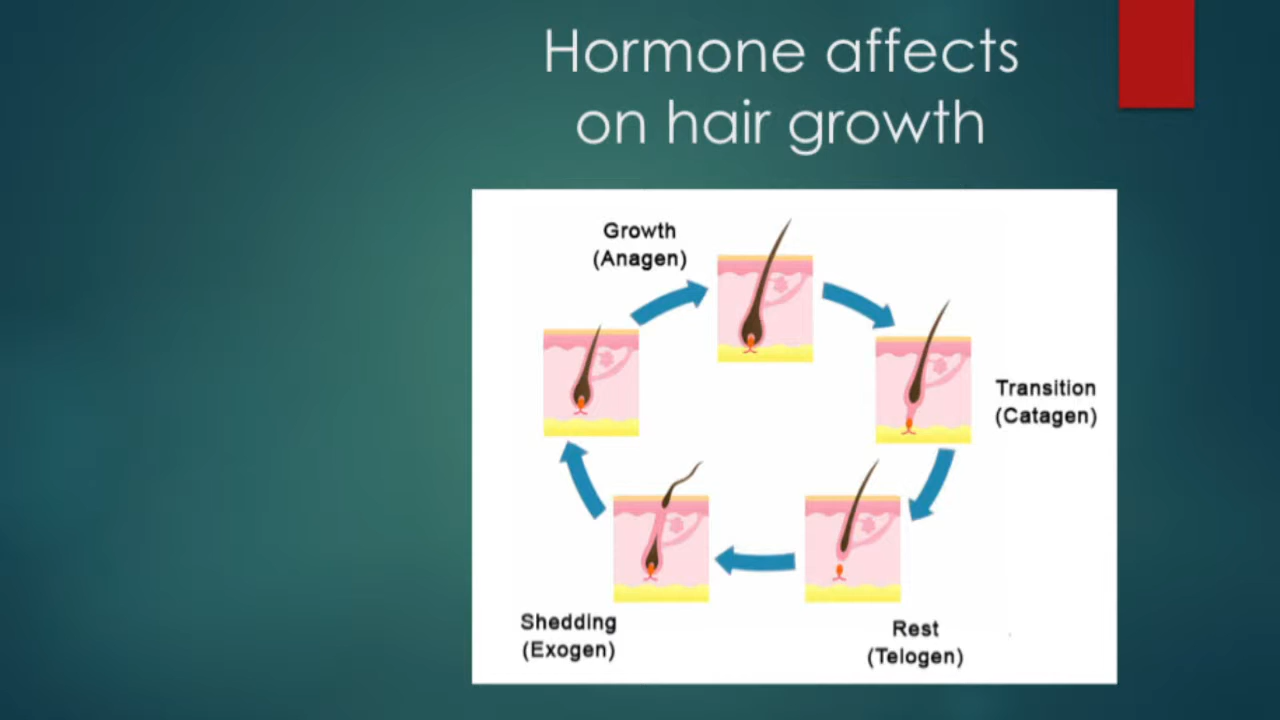 Hormone affects
on hair growth
Growth
(Anagen)
Transition
(Catagen)
Shedding
(Exogen)
Rest
(Telogen)